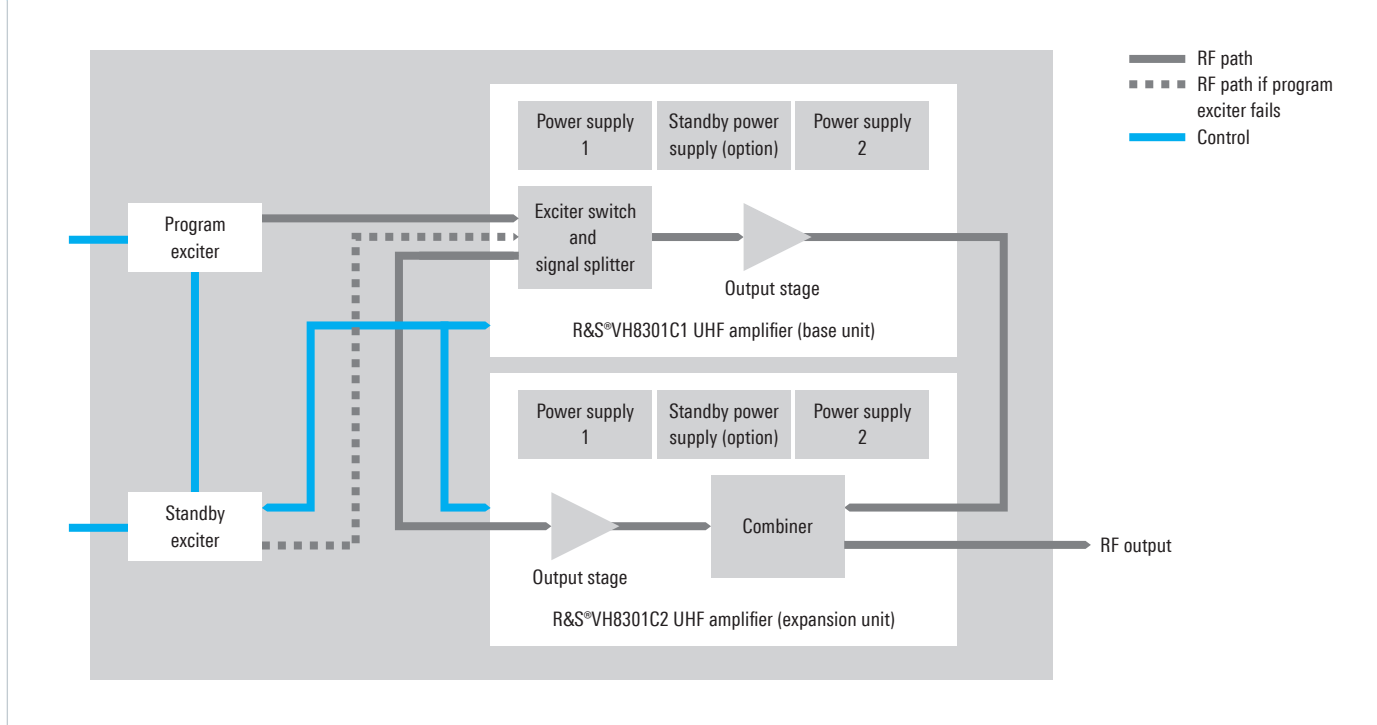 RF path
RF path if program
exciter fails
Control
Power supply
1
Standby power
supply (option)
Power supply
2
Program
exciter
Exciter switch
and
signal splitter
Output stage
R&S®VH8301C1 UHF amplifier (base unit)
Power supply
1
Standby power
supply (option)
Power supply
2
Standby
exciter
Combiner
RF output
Output stage
R&S®VH8301C2 UHF amplifier (expansion unit)